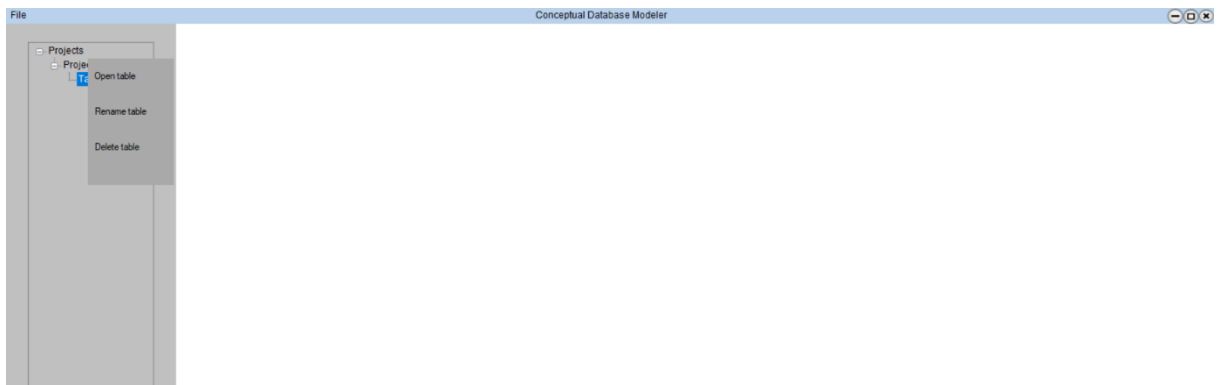 File
Conceptual Database Modeler
Projects
Open table
Rename table
Delete table